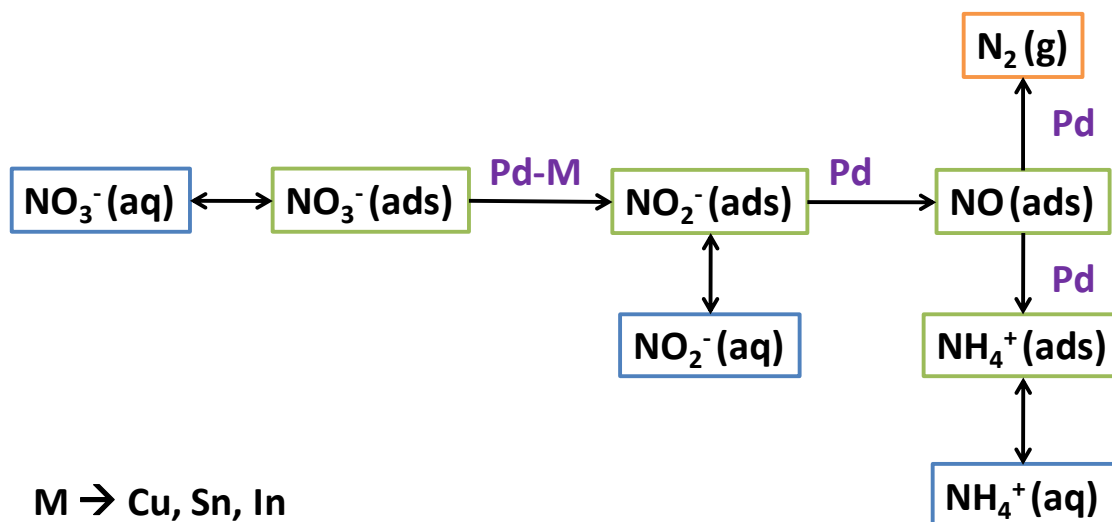 N₂ (g)
Pd
NO₃⁻ (aq)
NO₃⁻ (ads)
Pd-M
NO₂⁻ (ads)
Pd
NO (ads)
Pd
NO₂⁻ (aq)
NH₄⁺ (ads)
NH₄⁺ (aq)
M → Cu, Sn, In